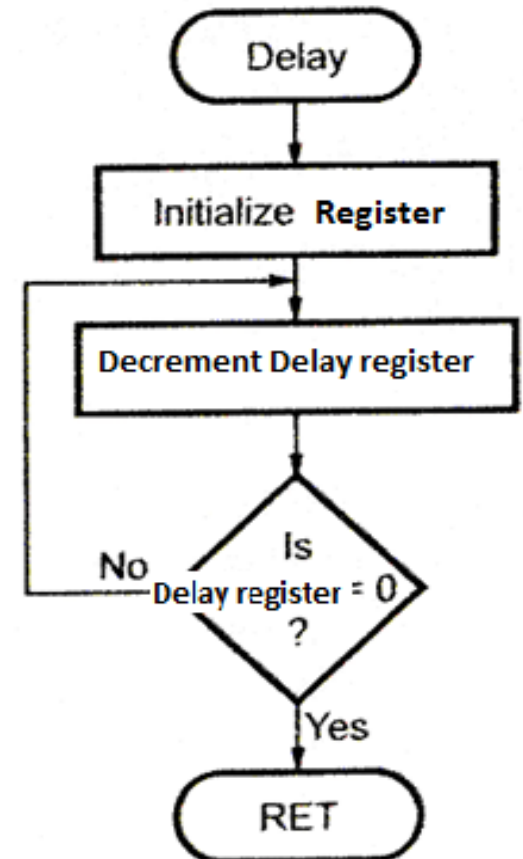 Delay
Initialize Register
Decrement Delay register
Is
No
Delay register = 0
?
Yes
RET